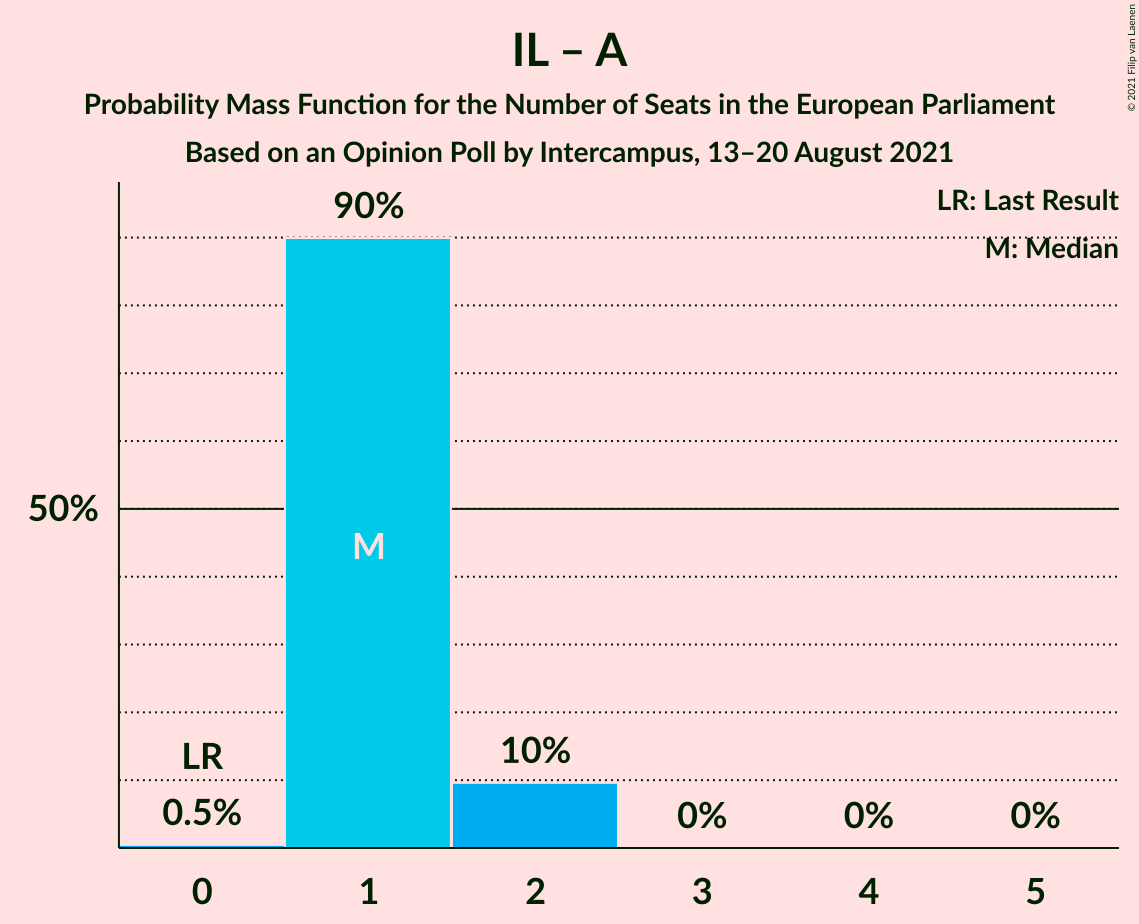 IL – A
Probability Mass Function for the Number of Seats in the European Parliament
Based on an Opinion Poll by Intercampus, 13–20 August 2021
© 2021 Filip van Laenen
LR: Last Result
M: Median
90%
50%
M
LR
0.5%
10%
0%
0%
0%
0
1
2
3
4
5